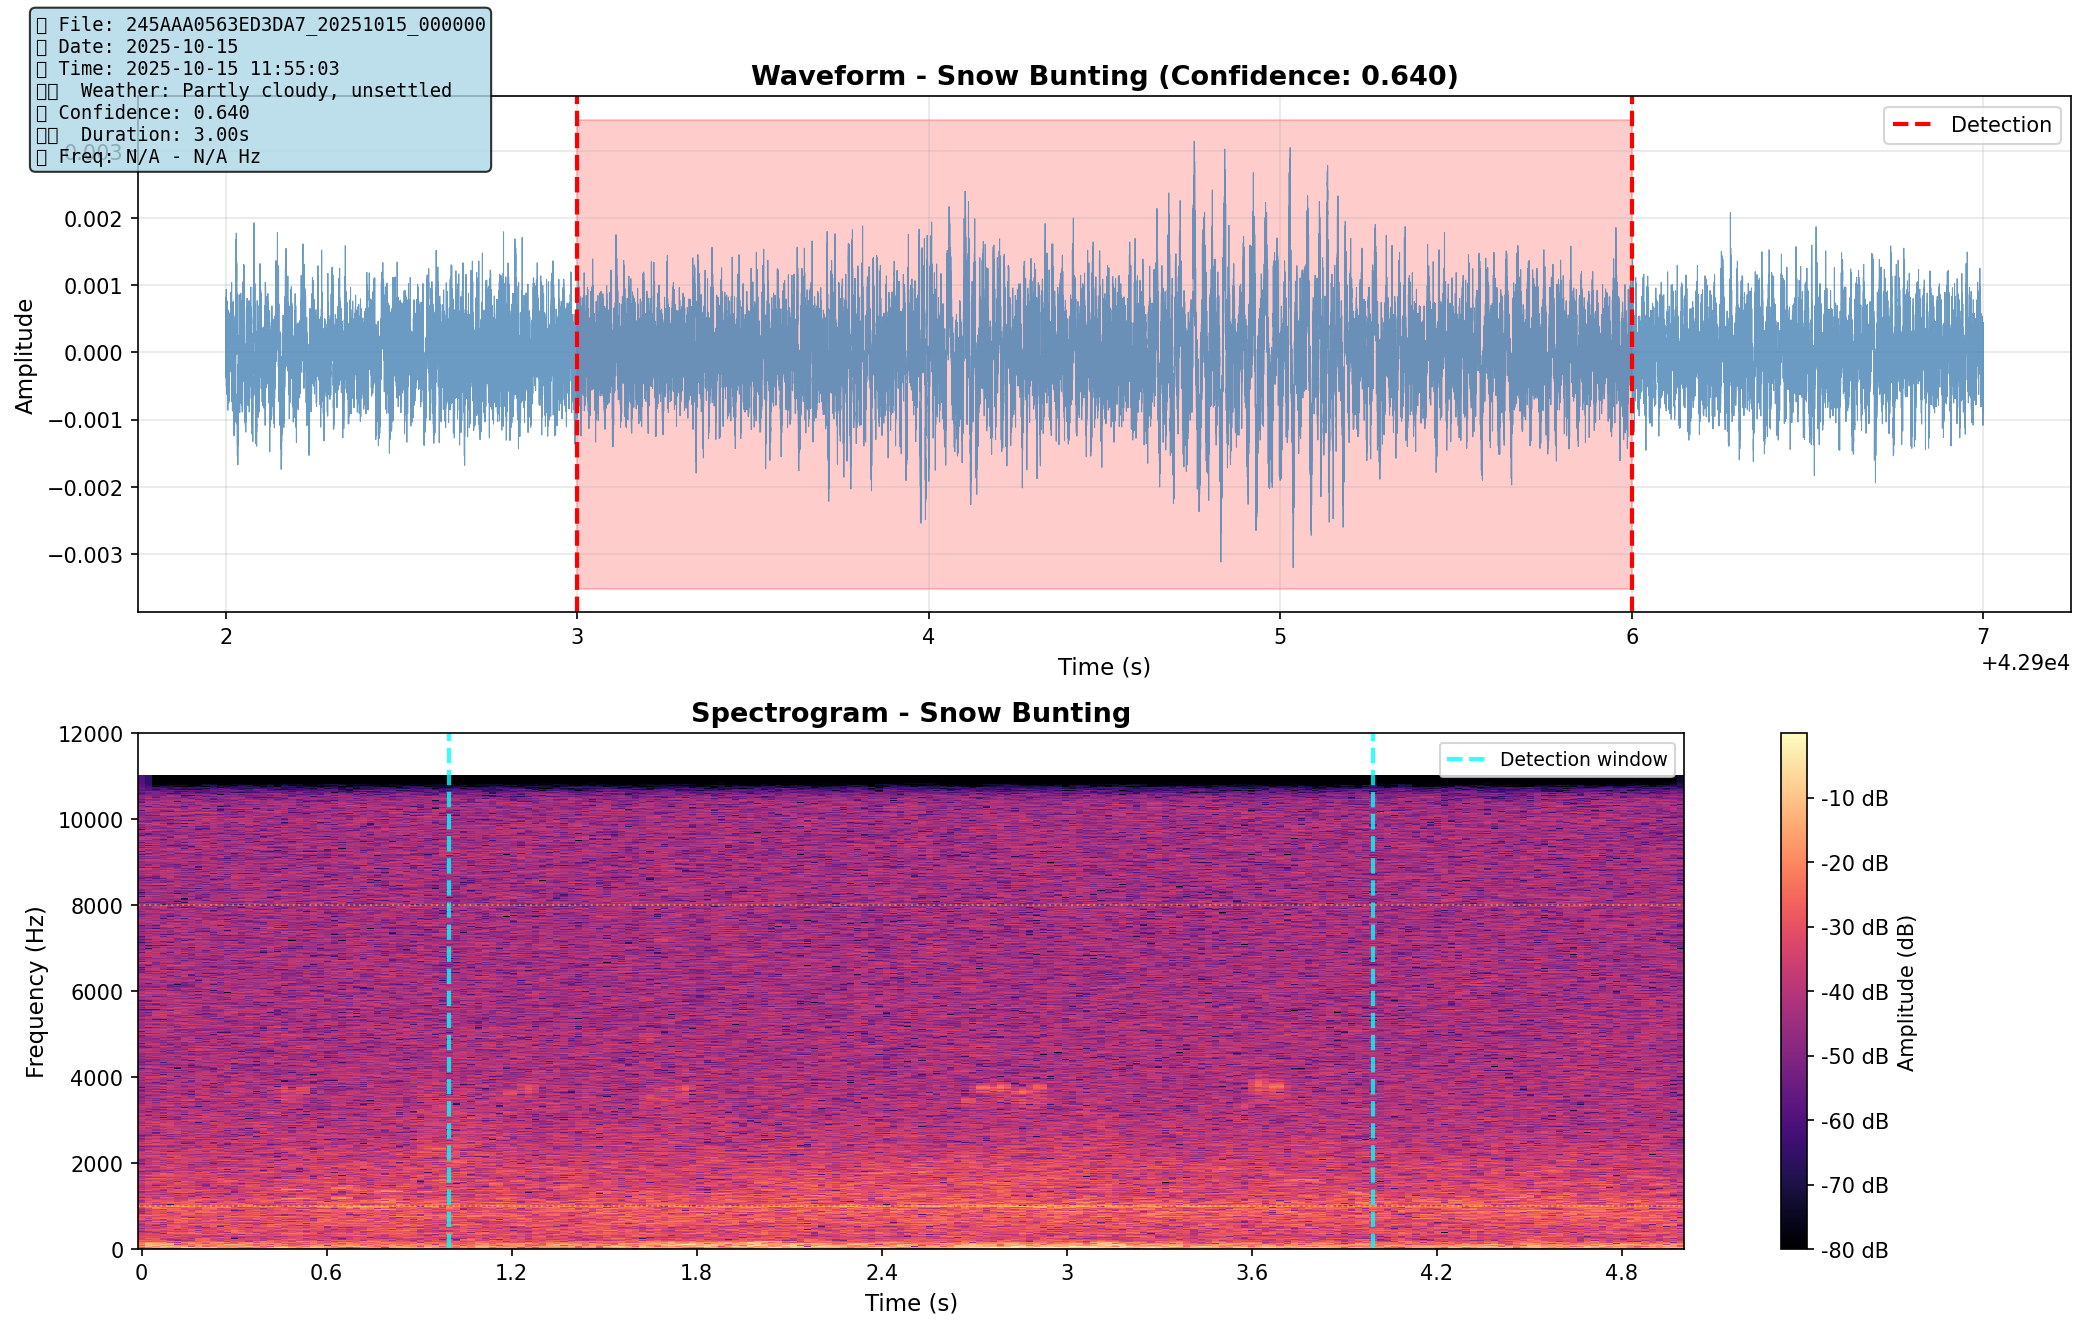 File: 245AAA0563ED3DA7_20251015_000000
Date: 2025-10-15
Time: 2025-10-15 11:55:03
Weather: Partly cloudy, unsettled
Confidence: 0.640
Duration: 3.00s
Freq: N/A - N/A Hz
Waveform - Snow Bunting (Confidence: 0.640)
Detection
Amplitude
0.003
0.002
0.001
0.000
−0.001
−0.002
−0.003
2 3 4 5 6 7
+4.29e4
Time (s)
Spectrogram - Snow Bunting
Detection window
Frequency (Hz)
12000
10000
8000
6000
4000
2000
0
0 0.6 1.2 1.8 2.4 3 3.6 4.2 4.8
Time (s)
-10 dB
-20 dB
-30 dB
-40 dB
-50 dB
-60 dB
-70 dB
-80 dB
Amplitude (dB)